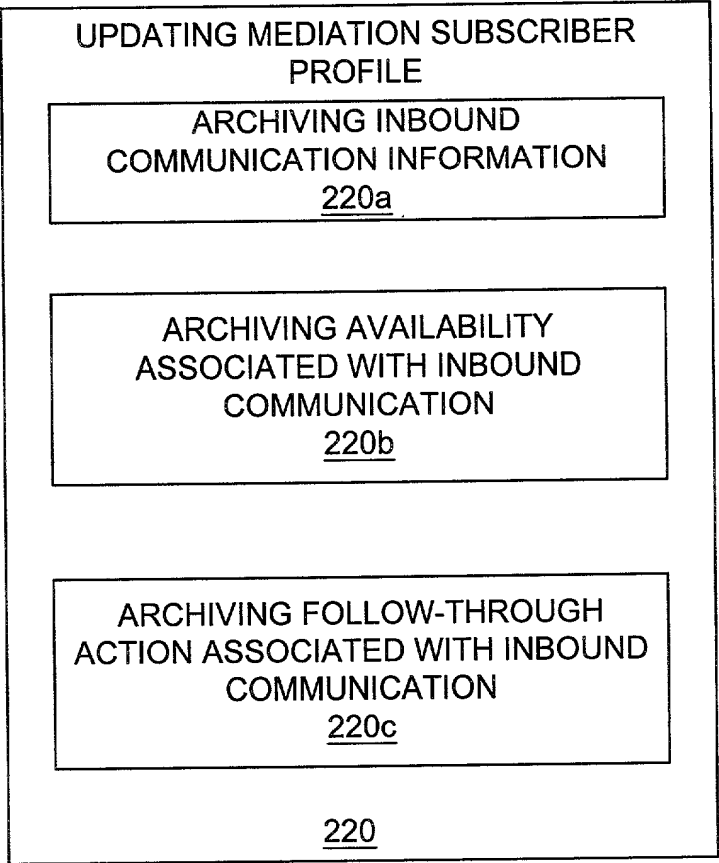 UPDATING MEDIATION SUBSCRIBER
PROFILE
ARCHIVING INBOUND
COMMUNICATION INFORMATION
220a
ARCHIVING AVAILABILITY
ASSOCIATED WITH INBOUND
COMMUNICATION
220b
ARCHIVING FOLLOW-THROUGH
ACTION ASSOCIATED WITH INBOUND
COMMUNICATION
220c
220